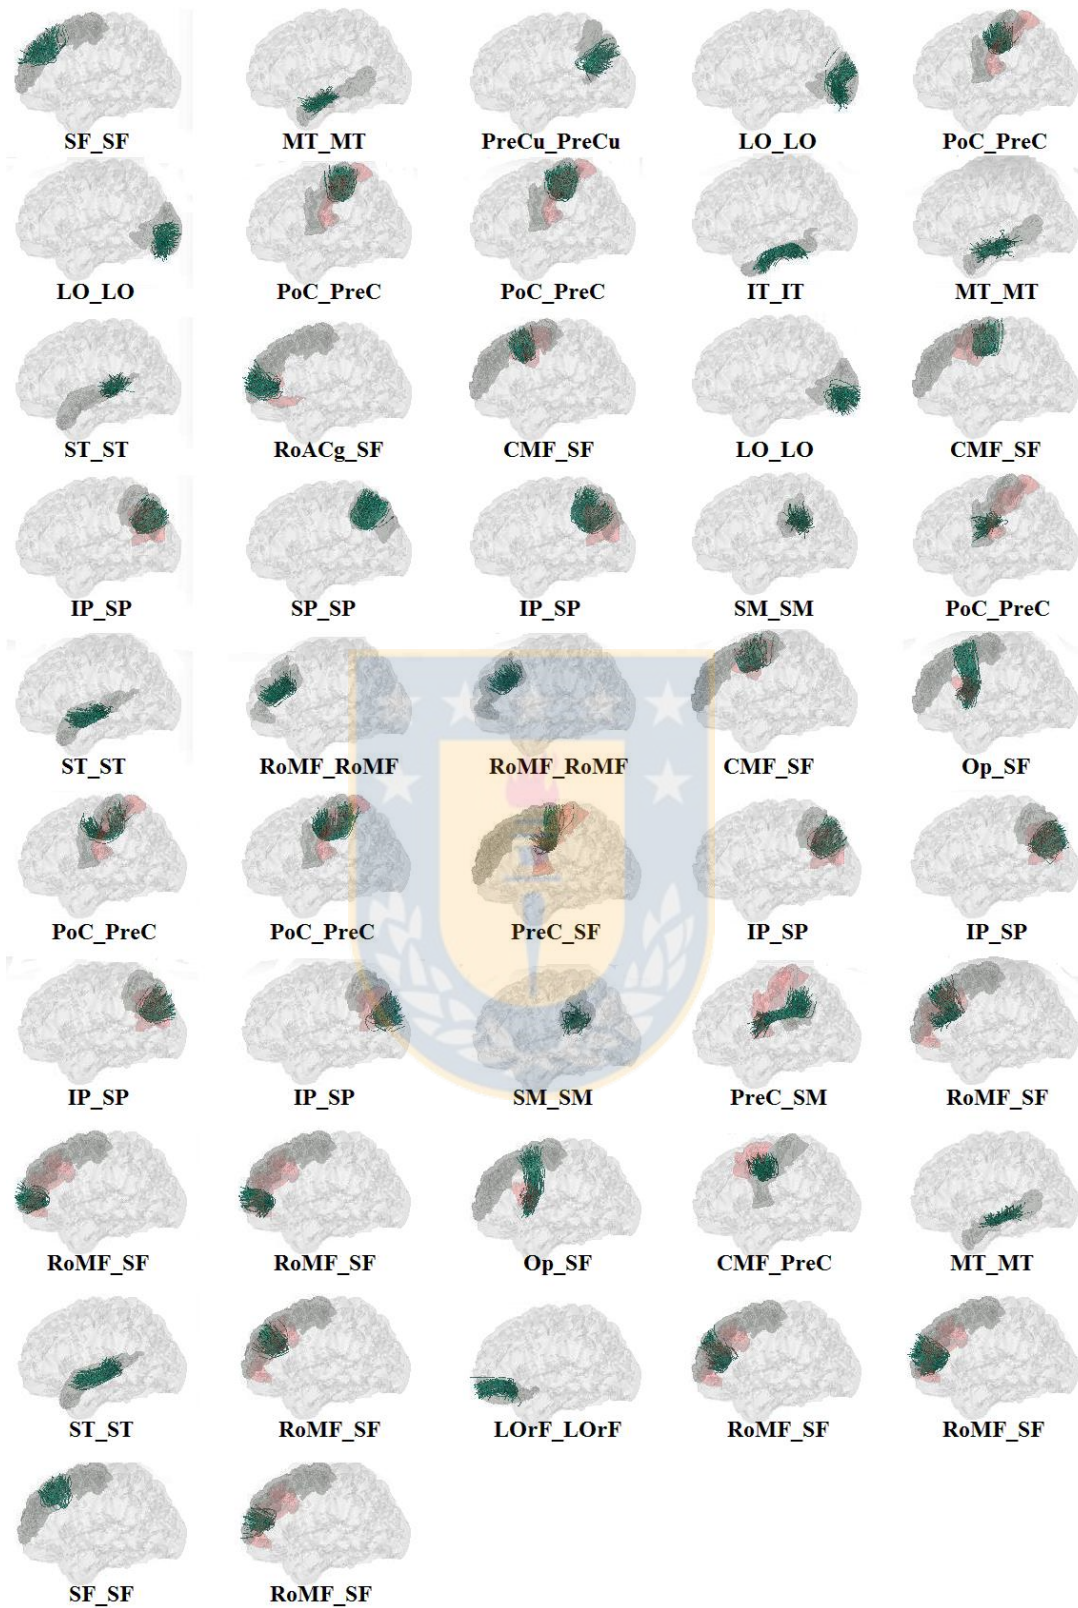 SF_SF MT_MT PreCu_PreCu LO_LO PoC_PreC
LO_LO PoC_PreC PoC_PreC IT_IT MT_MT
ST_ST RoACg_SF CMF_SF LO_LO CMF_SF
IP_SP SP_SP IP_SP SM_SM PoC_PreC
ST_ST RoMF_RoMF RoMF_RoMF CMF_SF Op_SF
PoC_PreC PoC_PreC PreC_SF IP_SP IP_SP
IP_SP IP_SP SM_SM PreC_SM RoMF_SF
RoMF_SF RoMF_SF Op_SF CMF_PreC MT_MT
ST_ST RoMF_SF LOrF_LOrF RoMF_SF RoMF_SF
SF_SF RoMF_SF